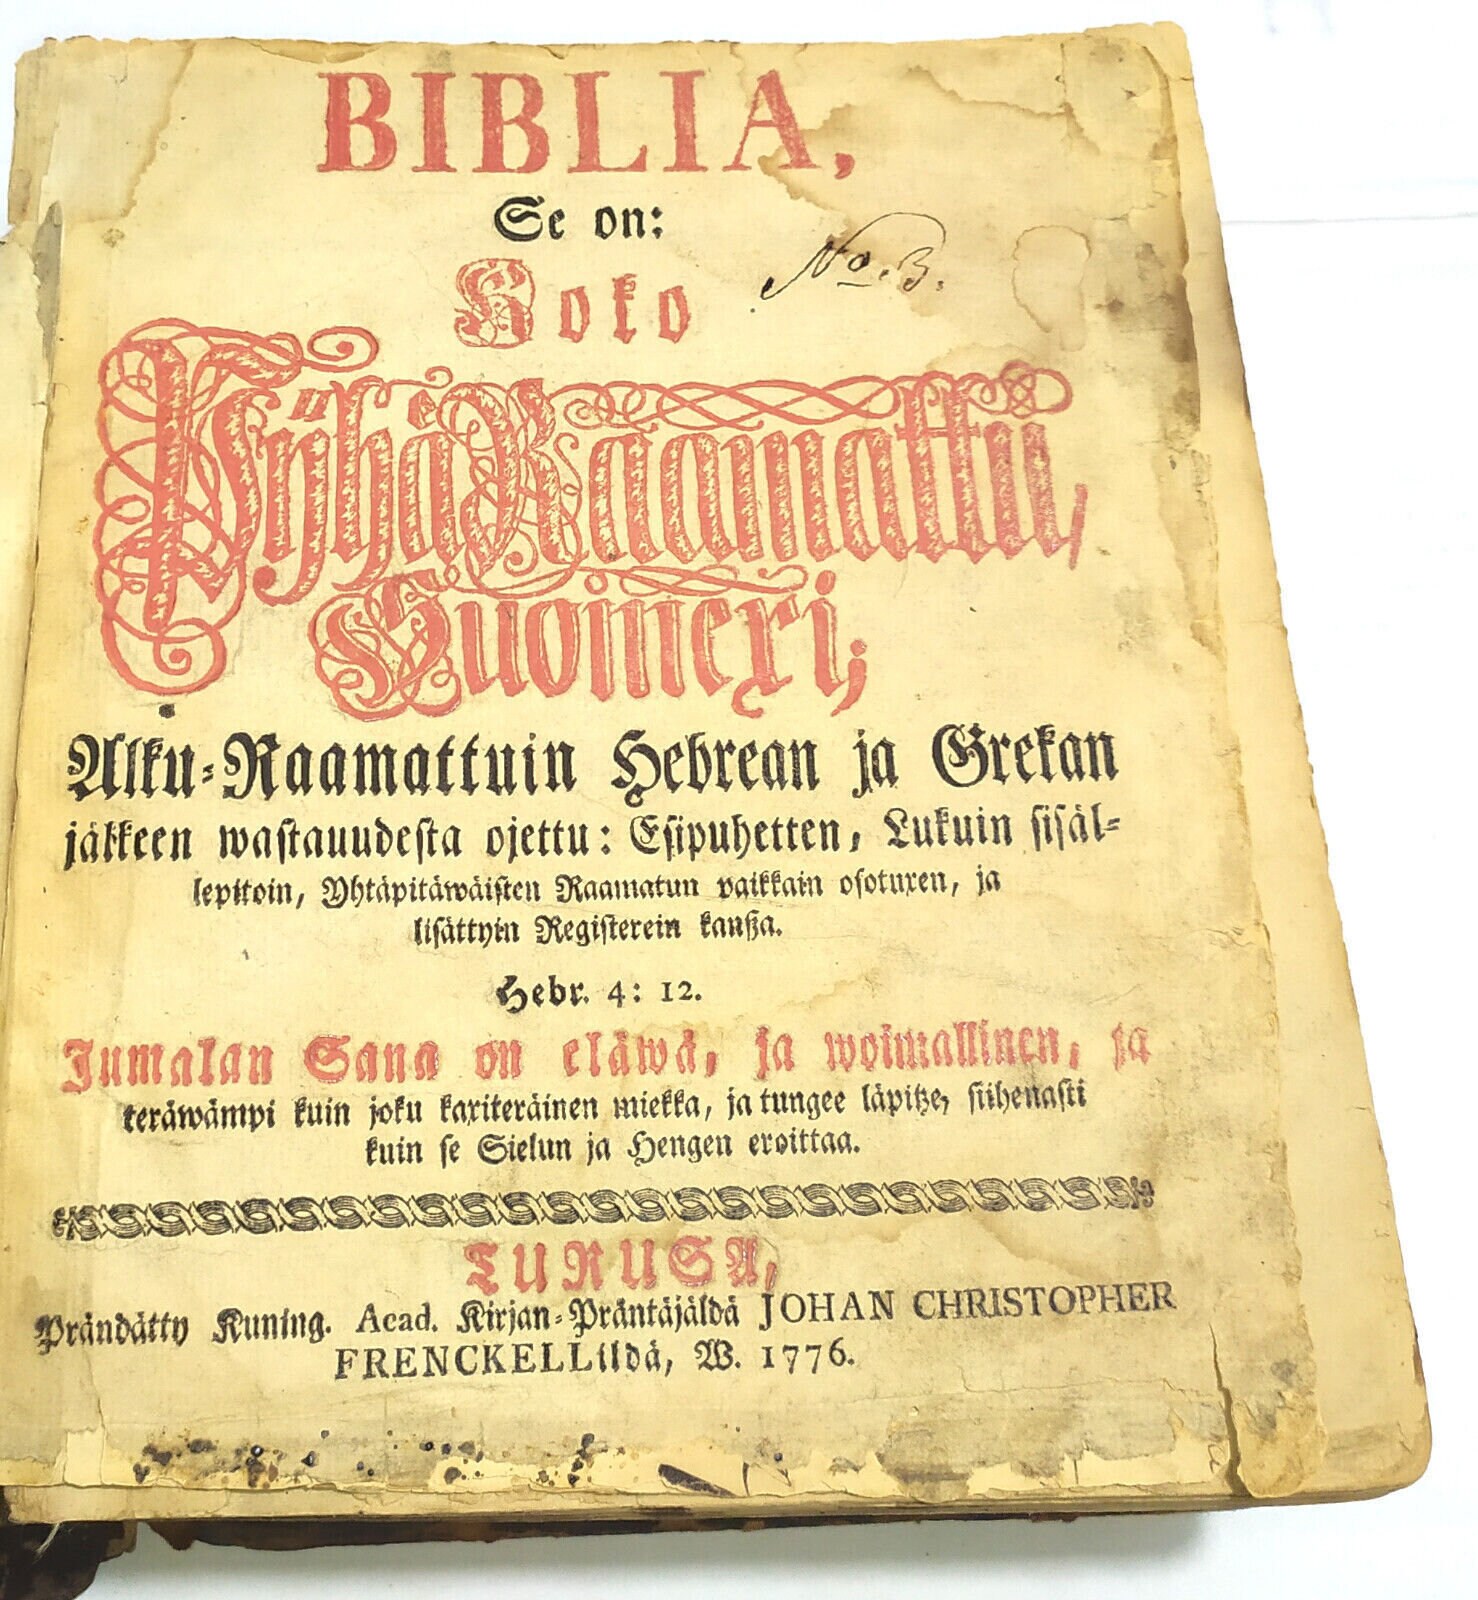 BIBLIA,
Se on:
Koko
No. 3.
Pyhä Raamattu,
Suomexi;
Alku-Raamattuin Hebrean ja Grekan
jälkeen wastauudesta ojettu: Esipuhetten, Lukuin sisäl-
lepitoin, Yhtäpitäwäisten Raamatun paikkain osotuxen, ja
lisättyin Registerein kanßa.
Hebr. 4: 12.
Jumalan Sana on eläwä, ja woimallinen, ja
teräwämpi kuin joku kaxiteräinen miekka, ja tungee läpitze, siihenasti
kuin se Sielun ja Hengen eroittaa.
TURUSA,
Prändätty Kuning. Acad. Kirjan-Präntäjäldä JOHAN CHRISTOPHER
FRENCKELLildä, W. 1776.